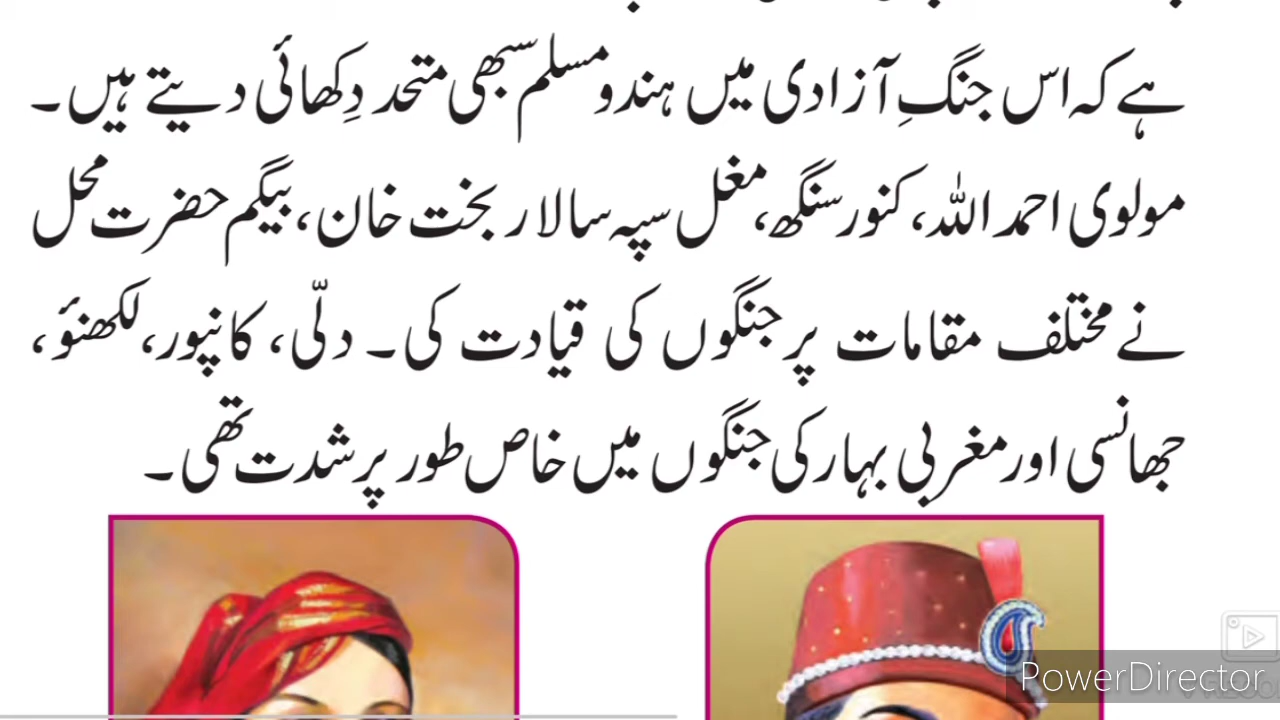 ہے کہ اس جنگِ آزادی میں ہندو مسلم سبھی متحد دِکھائی دیتے ہیں۔
مولوی احمد اللہ، کنور سنگھ، مغل سپہ سالار بخت خان، بیگم حضرت محل
نے مختلف مقامات پر جنگوں کی قیادت کی۔ دلّی، کانپور، لکھنؤ،
جھانسی اور مغربی بہار کی جنگوں میں خاص طور پر شدت تھی۔
PowerDirector